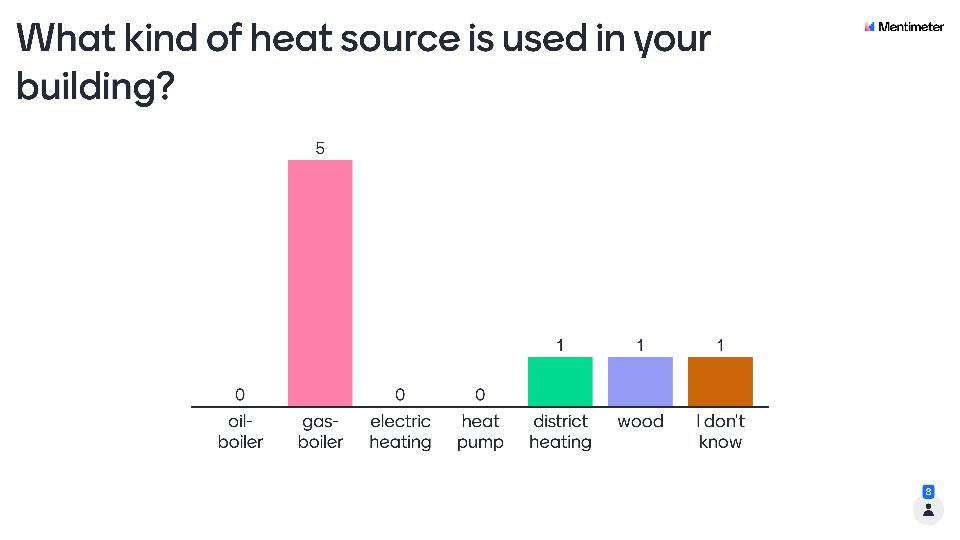 What kind of heat source is used in your
building?
Mentimeter
5
1
1
1
0
0
0
oil-
boiler
gas-
boiler
electric
heating
heat
pump
district
heating
wood
I don't
know
8